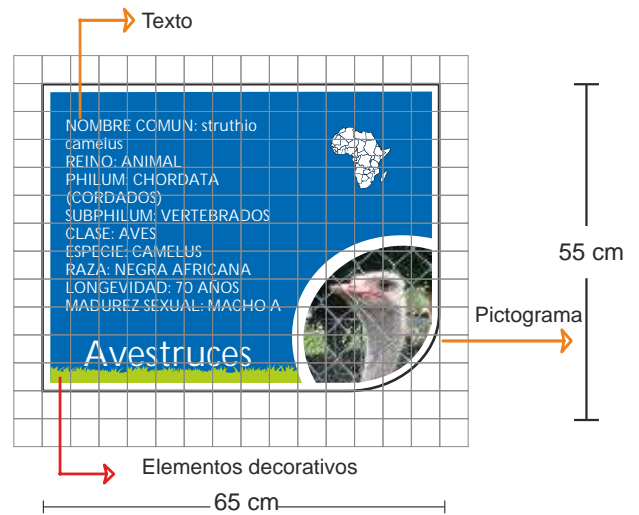 Texto
NOMBRE COMUN: struthio
camelus
REINO: ANIMAL
PHILUM: CHORDATA
(CORDADOS)
SUBPHILUM: VERTEBRADOS
CLASE: AVES
ESPECIE: CAMELUS
RAZA: NEGRA AFRICANA
LONGEVIDAD: 70 AÑOS
MADUREZ SEXUAL: MACHO A
55 cm
Pictograma
Avestruces
Elementos decorativos
65 cm